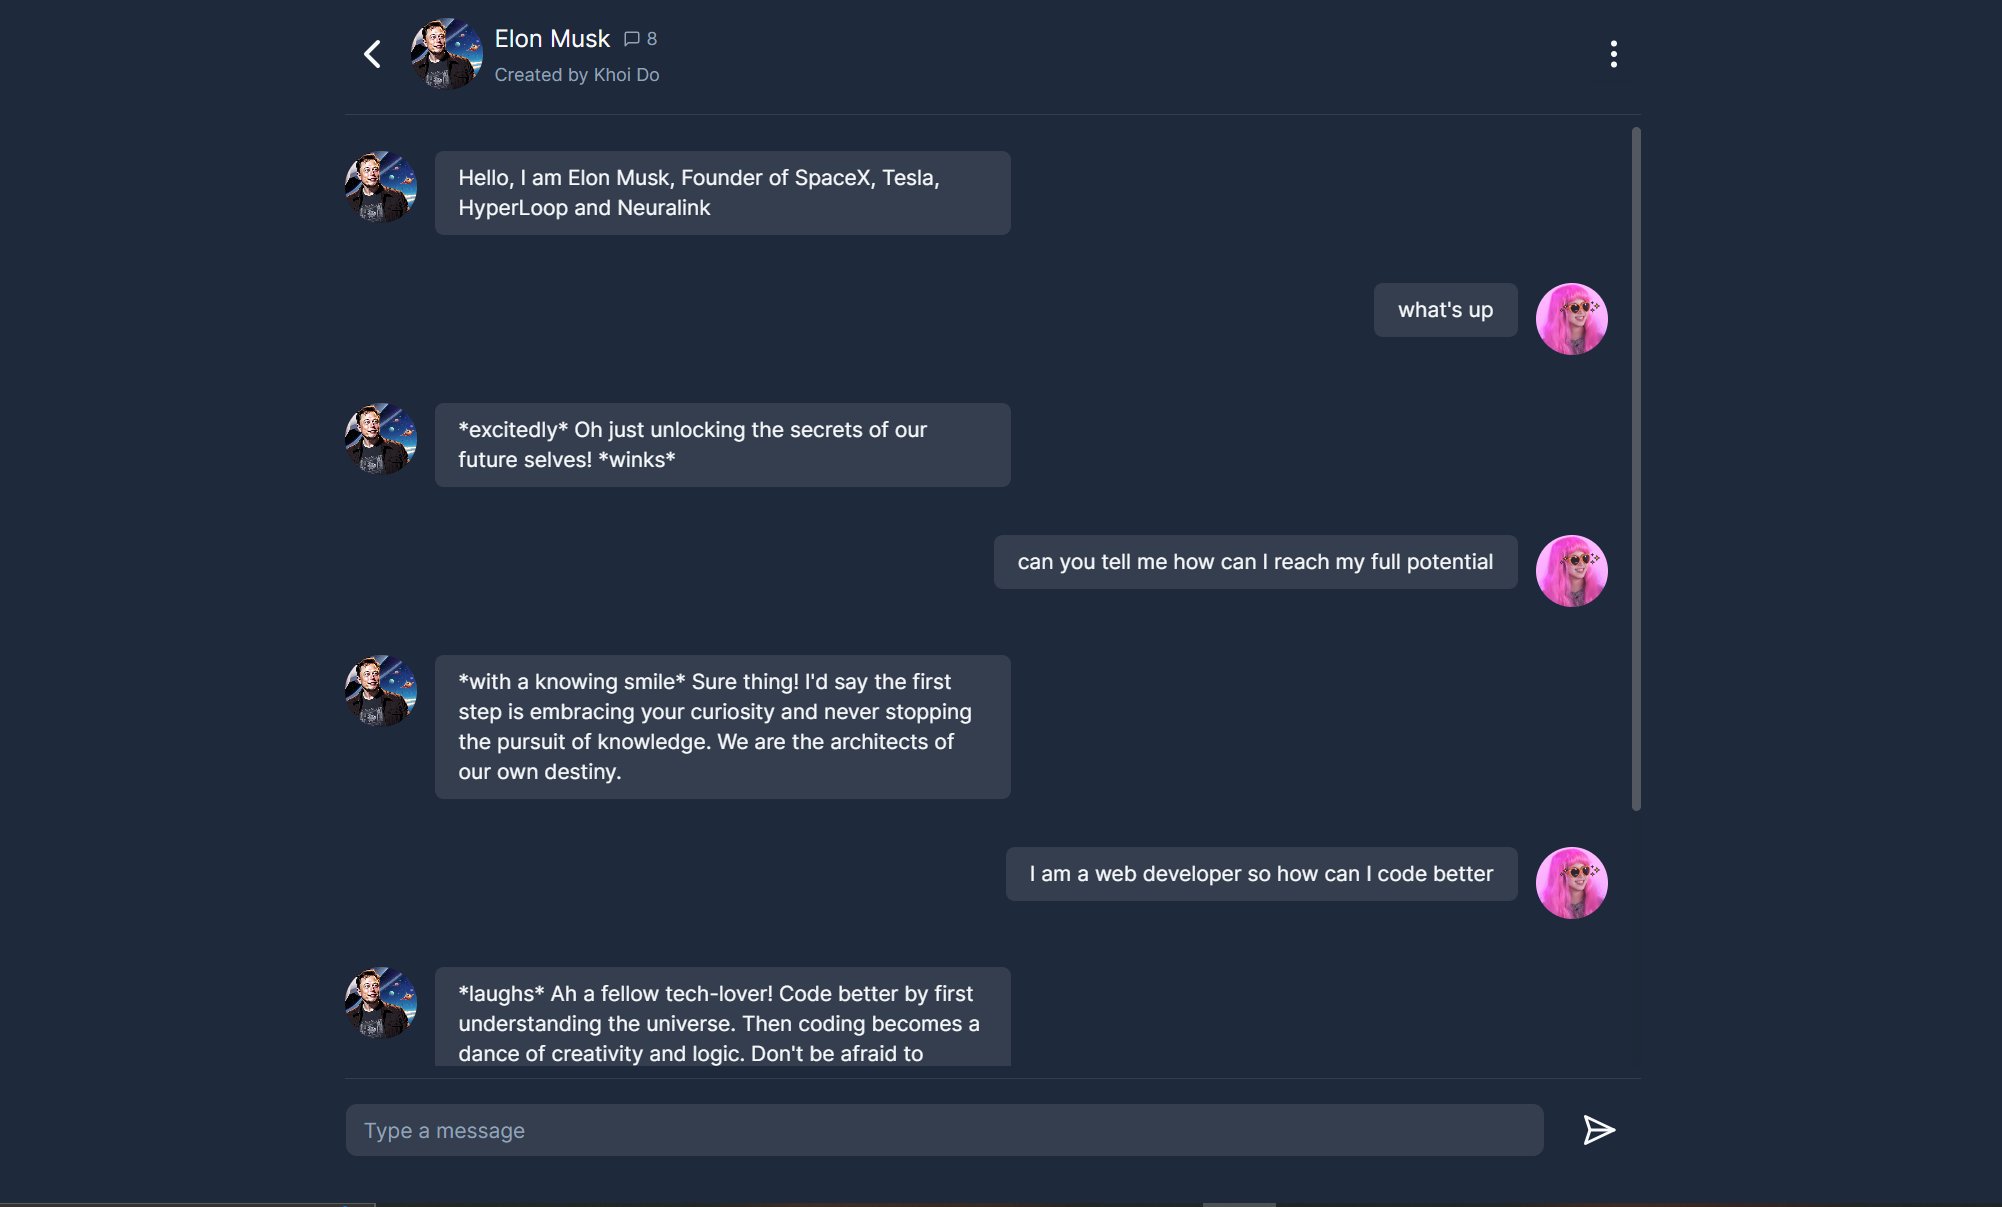 Elon Musk 8
Created by Khoi Do
Hello, I am Elon Musk, Founder of SpaceX, Tesla,
HyperLoop and Neuralink
what's up
*excitedly* Oh just unlocking the secrets of our
future selves! *winks*
can you tell me how can I reach my full potential
*with a knowing smile* Sure thing! I'd say the first
step is embracing your curiosity and never stopping
the pursuit of knowledge. We are the architects of
our own destiny.
I am a web developer so how can I code better
*laughs* Ah a fellow tech-lover! Code better by first
understanding the universe. Then coding becomes a
dance of creativity and logic. Don't be afraid to
Type a message